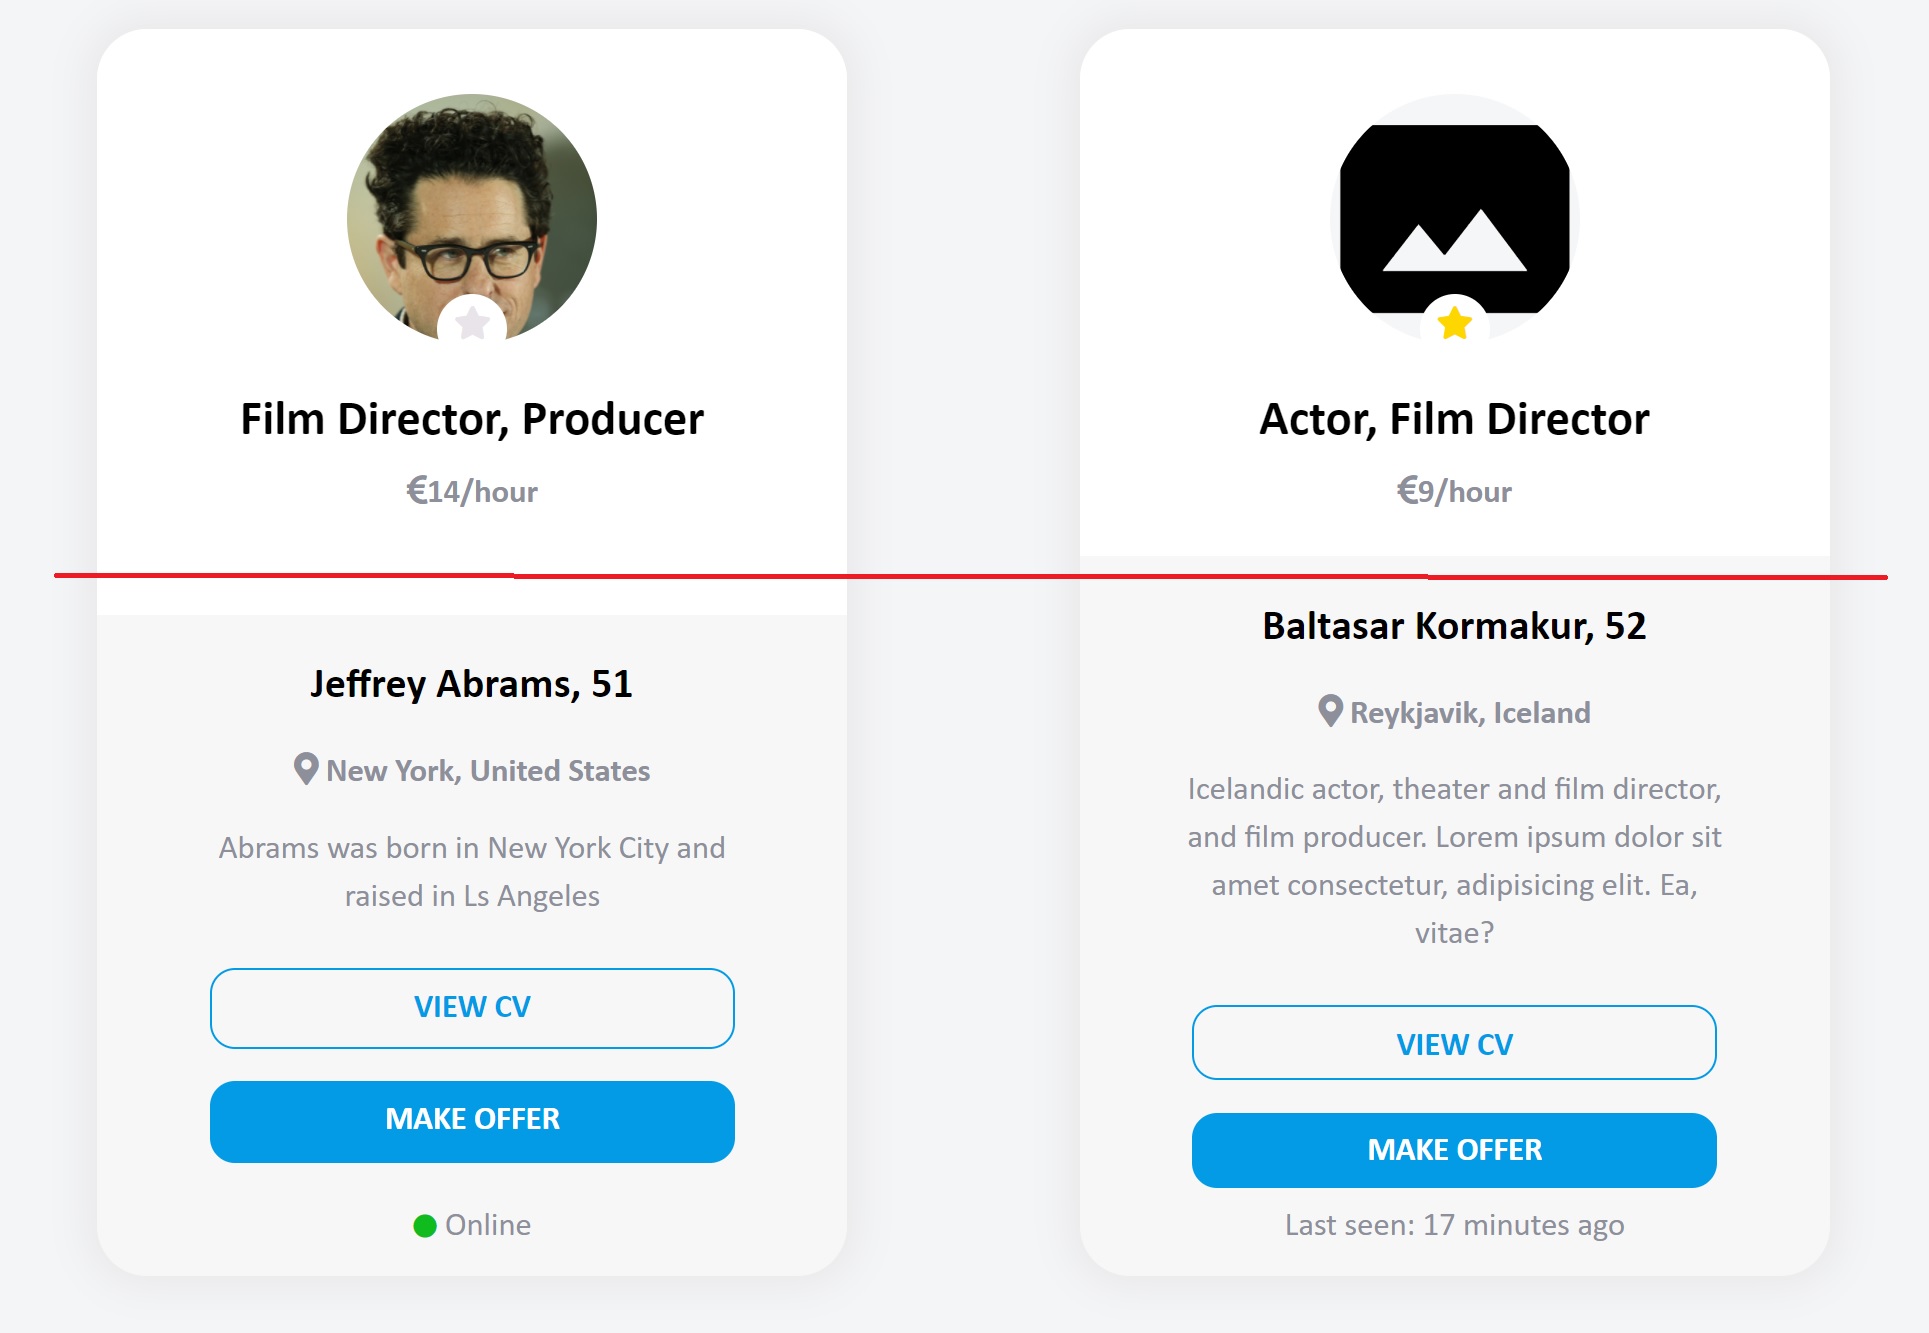 Film Director, Producer
€14/hour
Jeffrey Abrams, 51
New York, United States
Abrams was born in New York City and
raised in Ls Angeles
VIEW CV
MAKE OFFER
Online
Actor, Film Director
€9/hour
Baltasar Kormakur, 52
Reykjavik, Iceland
Icelandic actor, theater and film director,
and film producer. Lorem ipsum dolor sit
amet consectetur, adipisicing elit. Ea,
vitae?
VIEW CV
MAKE OFFER
Last seen: 17 minutes ago